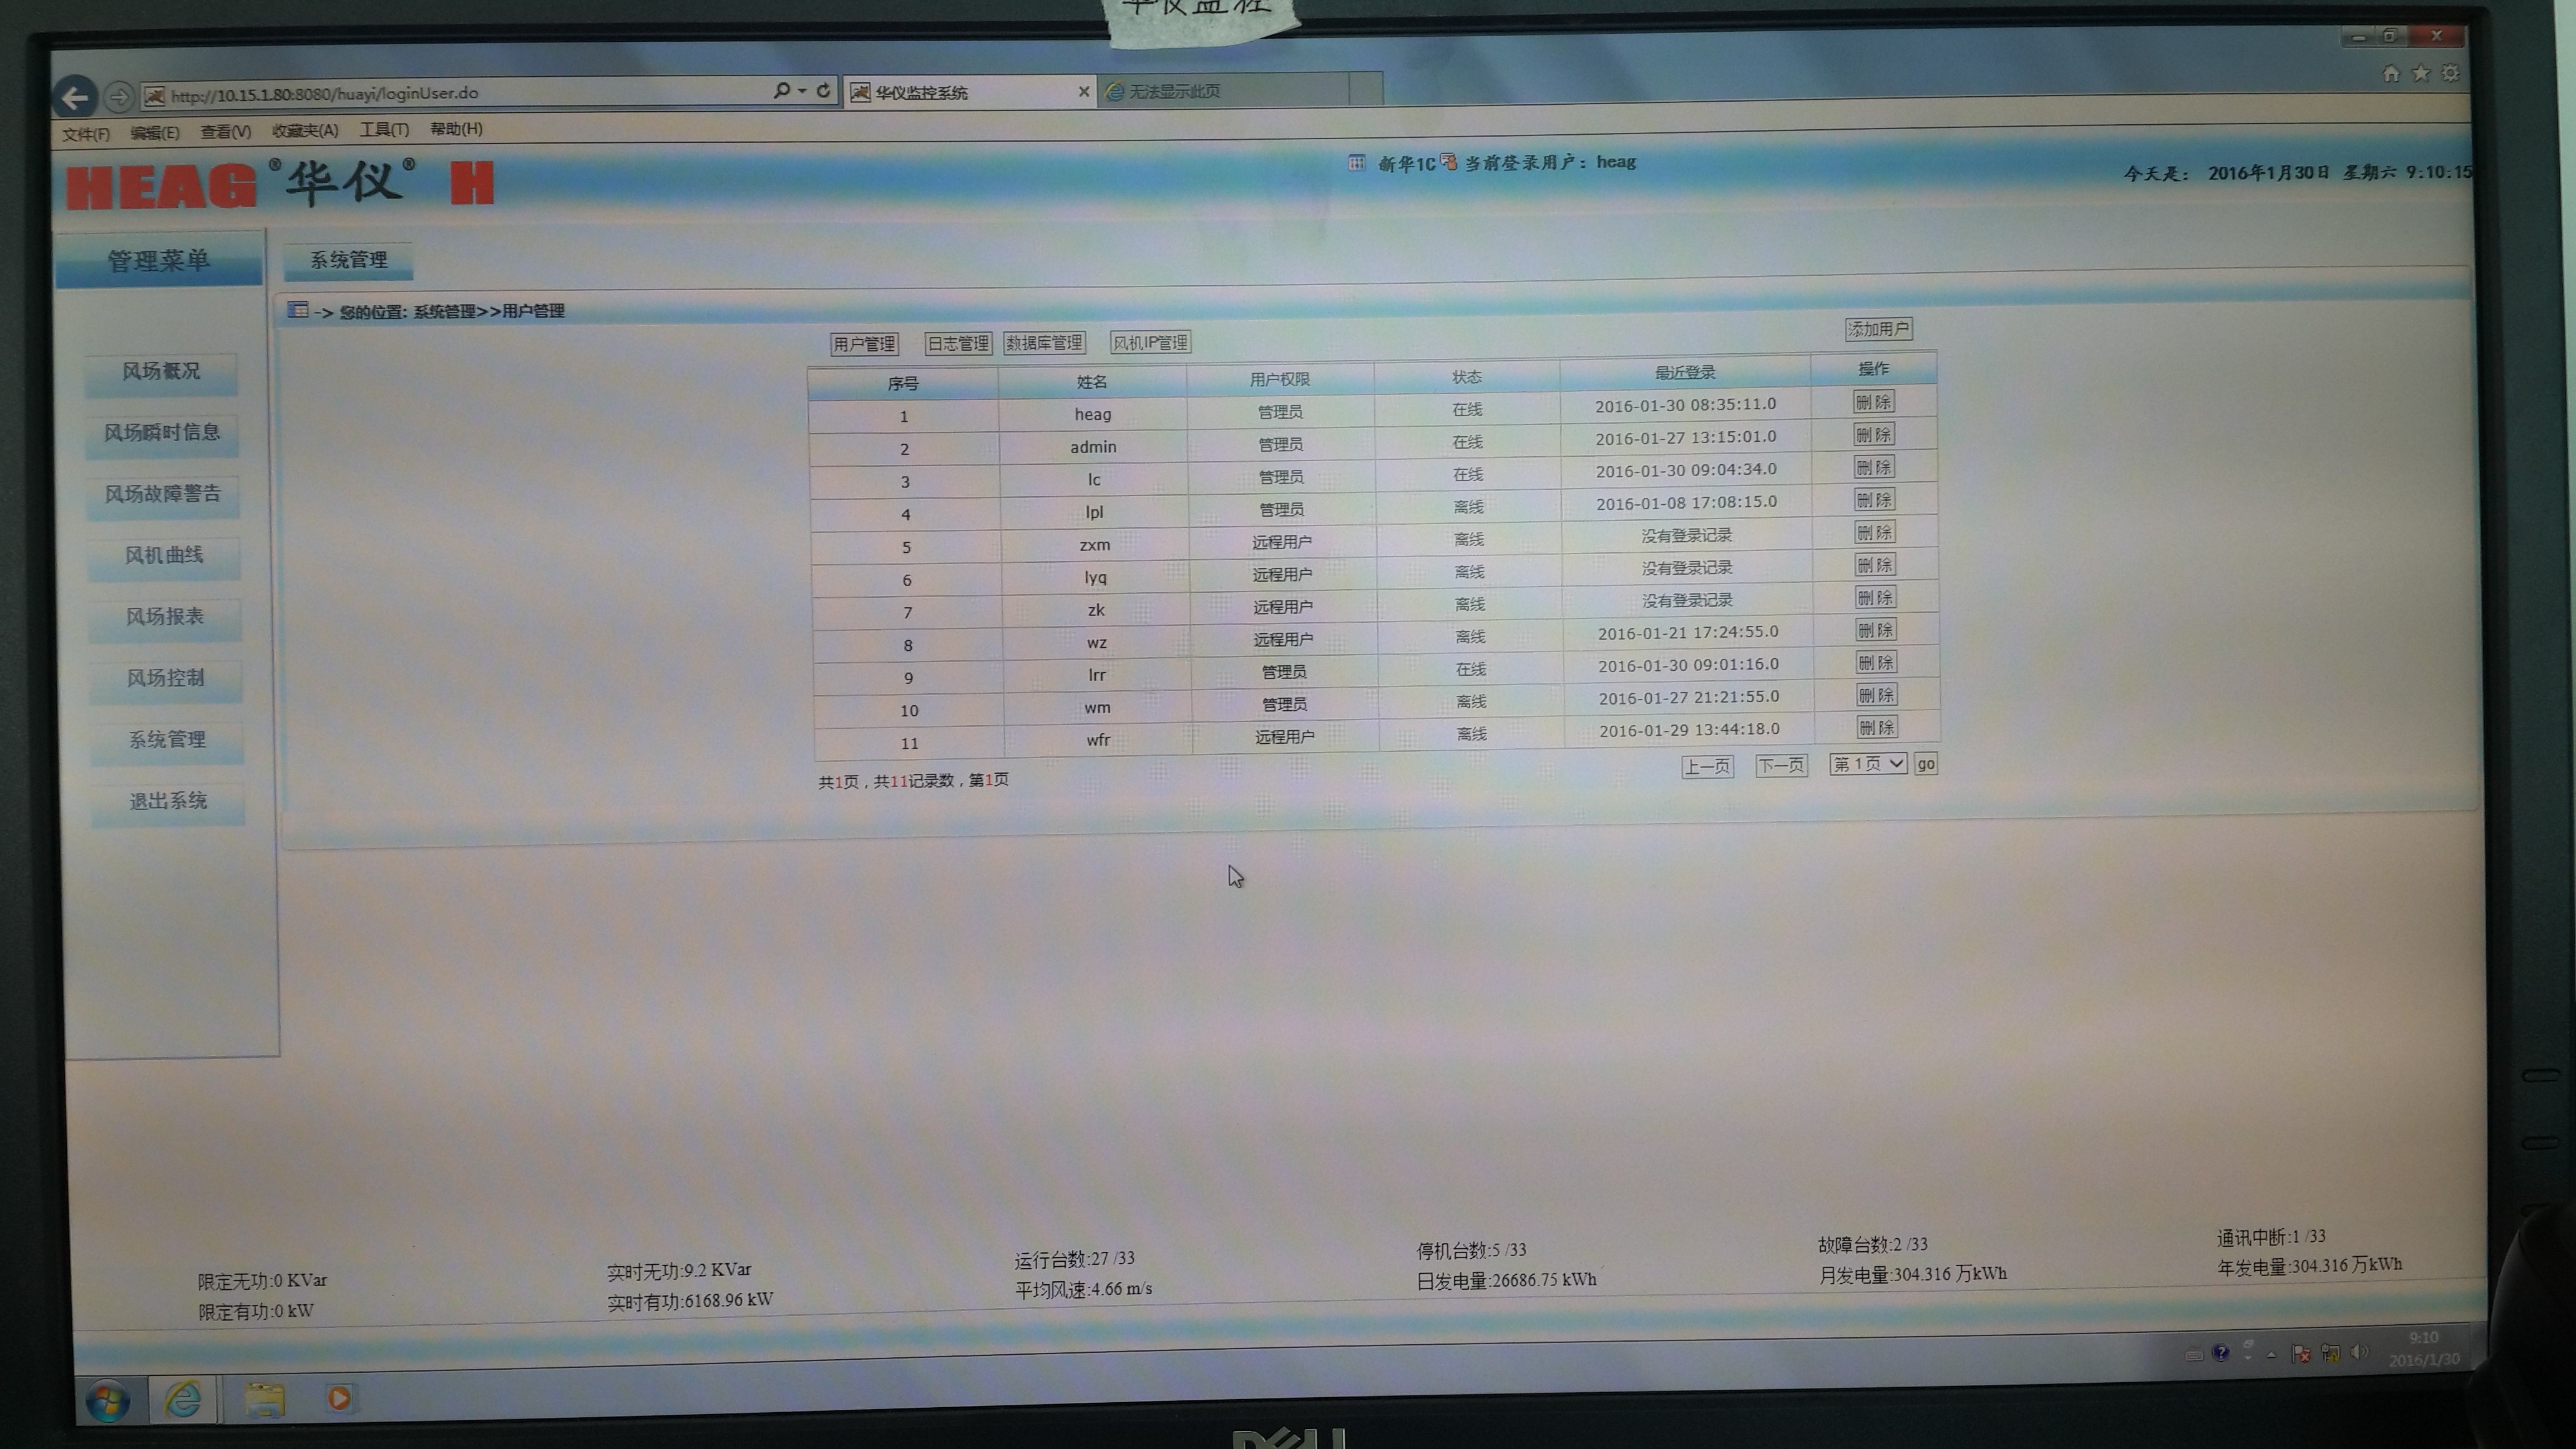 华仪监控
http://10.15.1.80:8080/huayi/loginUser.do
华仪监控系统
无法显示此页
文件(F) 编辑(E) 查看(V) 收藏夹(A) 工具(T) 帮助(H)
HEAG®华仪® H
新华1C 当前登录用户：heag
今天是： 2016年1月30日 星期六 9:10:15
管理菜单
系统管理
-> 您的位置: 系统管理>>用户管理
用户管理 日志管理 数据库管理 风机IP管理 添加用户
序号 姓名 用户权限 状态 最近登录 操作
1 heag 管理员 在线 2016-01-30 08:35:11.0 删 除
2 admin 管理员 在线 2016-01-27 13:15:01.0 删 除
3 lc 管理员 在线 2016-01-30 09:04:34.0 删 除
4 lpl 管理员 离线 2016-01-08 17:08:15.0 删 除
5 zxm 远程用户 离线 没有登录记录 删 除
6 lyq 远程用户 离线 没有登录记录 删 除
7 zk 远程用户 离线 没有登录记录 删 除
8 wz 远程用户 离线 2016-01-21 17:24:55.0 删 除
9 lrr 管理员 在线 2016-01-30 09:01:16.0 删 除
10 wm 管理员 离线 2016-01-27 21:21:55.0 删 除
11 wfr 远程用户 离线 2016-01-29 13:44:18.0 删 除
共1页，共11记录数，第1页
上一页 下一页 第 1 页 go
风场概况
风场瞬时信息
风场故障警告
风机曲线
风场报表
风场控制
系统管理
退出系统
限定无功:0 KVar 实时无功:9.2 KVar 运行台数:27 /33 停机台数:5 /33 故障台数:2 /33 通讯中断:1 /33
限定有功:0 kW 实时有功:6168.96 kW 平均风速:4.66 m/s 日发电量:26686.75 kWh 月发电量:304.316 万kWh 年发电量:304.316 万kWh
9:10
2016/1/30
DELL